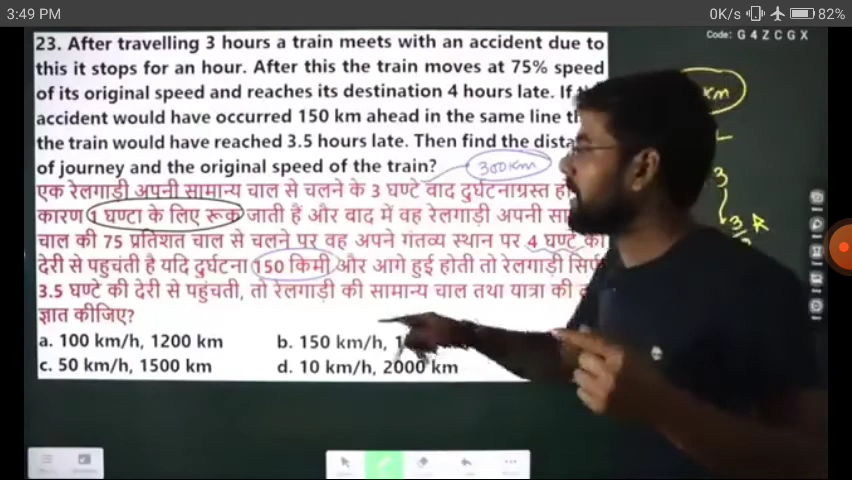 3:49 PM
0K/s 82%
Code: G 4 Z C G X
23. After travelling 3 hours a train meets with an accident due to
this it stops for an hour. After this the train moves at 75% speed
of its original speed and reaches its destination 4 hours late. If
accident would have occurred 150 km ahead in the same line
the train would have reached 3.5 hours late. Then find the
of journey and the original speed of the train?
300km
एक रेलगाड़ी अपनी सामान्य चाल से चलने के 3 घण्टे वाद दुर्घटनाग्रस्त
कारण 1 घण्टा के लिए रूक जाती हैं और वाद में वह रेलगाड़ी अपनी
चाल की 75 प्रतिशत चाल से चलने पर वह अपने गंतव्य स्थान पर 4 घण्टे की
देरी से पहुचती है यदि दुर्घटना 150 किमी और आगे हुई होती तो रेलगाड़ी
3.5 घण्टे की देरी से पहुंचती, तो रेलगाड़ी की सामान्य चाल तथा यात्रा की
ज्ञात कीजिए?
a. 100 km/h, 1200 km
b. 150 km/h,
c. 50 km/h, 1500 km
d. 10 km/h, 2000 km
km
3
3
R